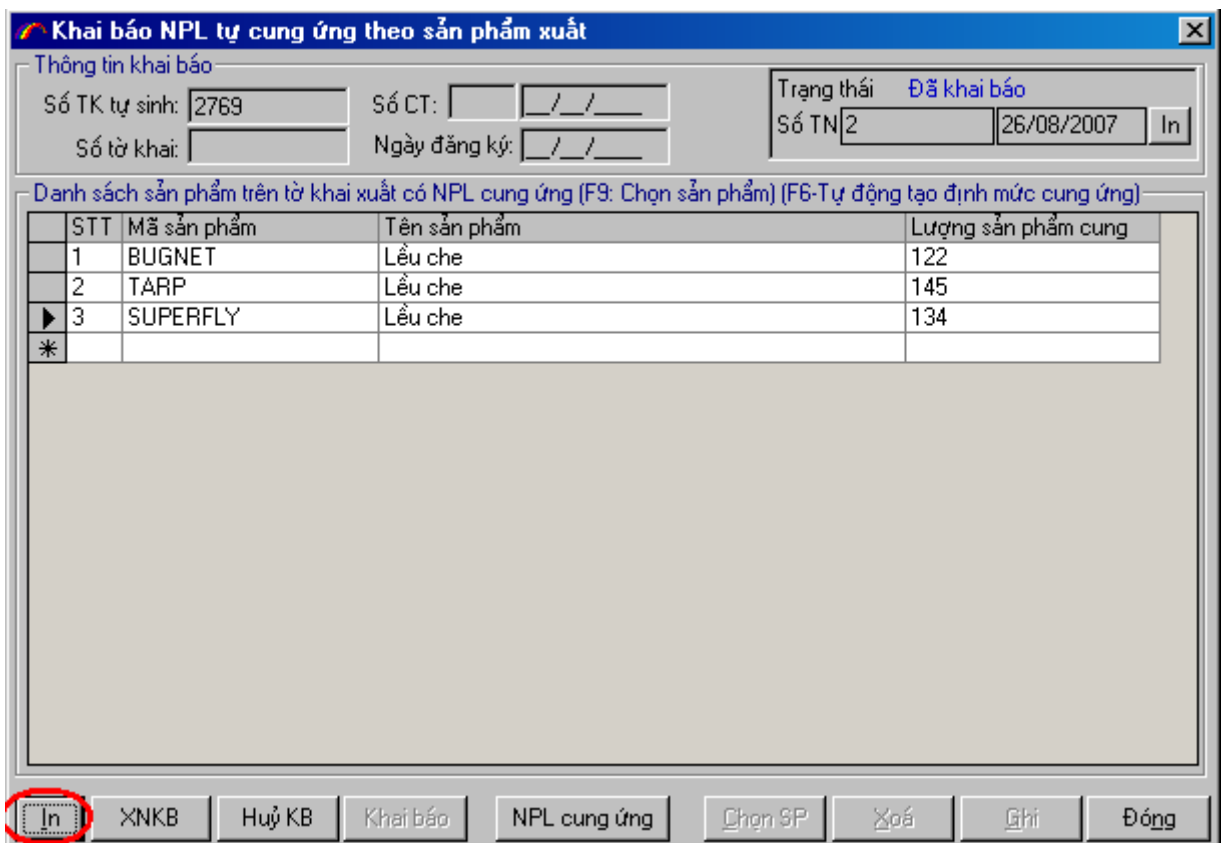 Khai báo NPL tự cung ứng theo sản phẩm xuất
Thông tin khai báo
Số TK tự sinh: 2769 Số CT: __/__/____ Trạng thái Đã khai báo
Số tờ khai: Ngày đăng ký: __/__/____ Số TN 2 26/08/2007 In
Danh sách sản phẩm trên tờ khai xuất có NPL cung ứng (F9: Chọn sản phẩm) (F6-Tự động tạo định mức cung ứng)
STT Mã sản phẩm Tên sản phẩm Lượng sản phẩm cung
1 BUGNET Lều che 122
2 TARP Lều che 145
3 SUPERFLY Lều che 134
In XNKB Huỷ KB Khai báo NPL cung ứng Chọn SP Xoá Ghi Đóng